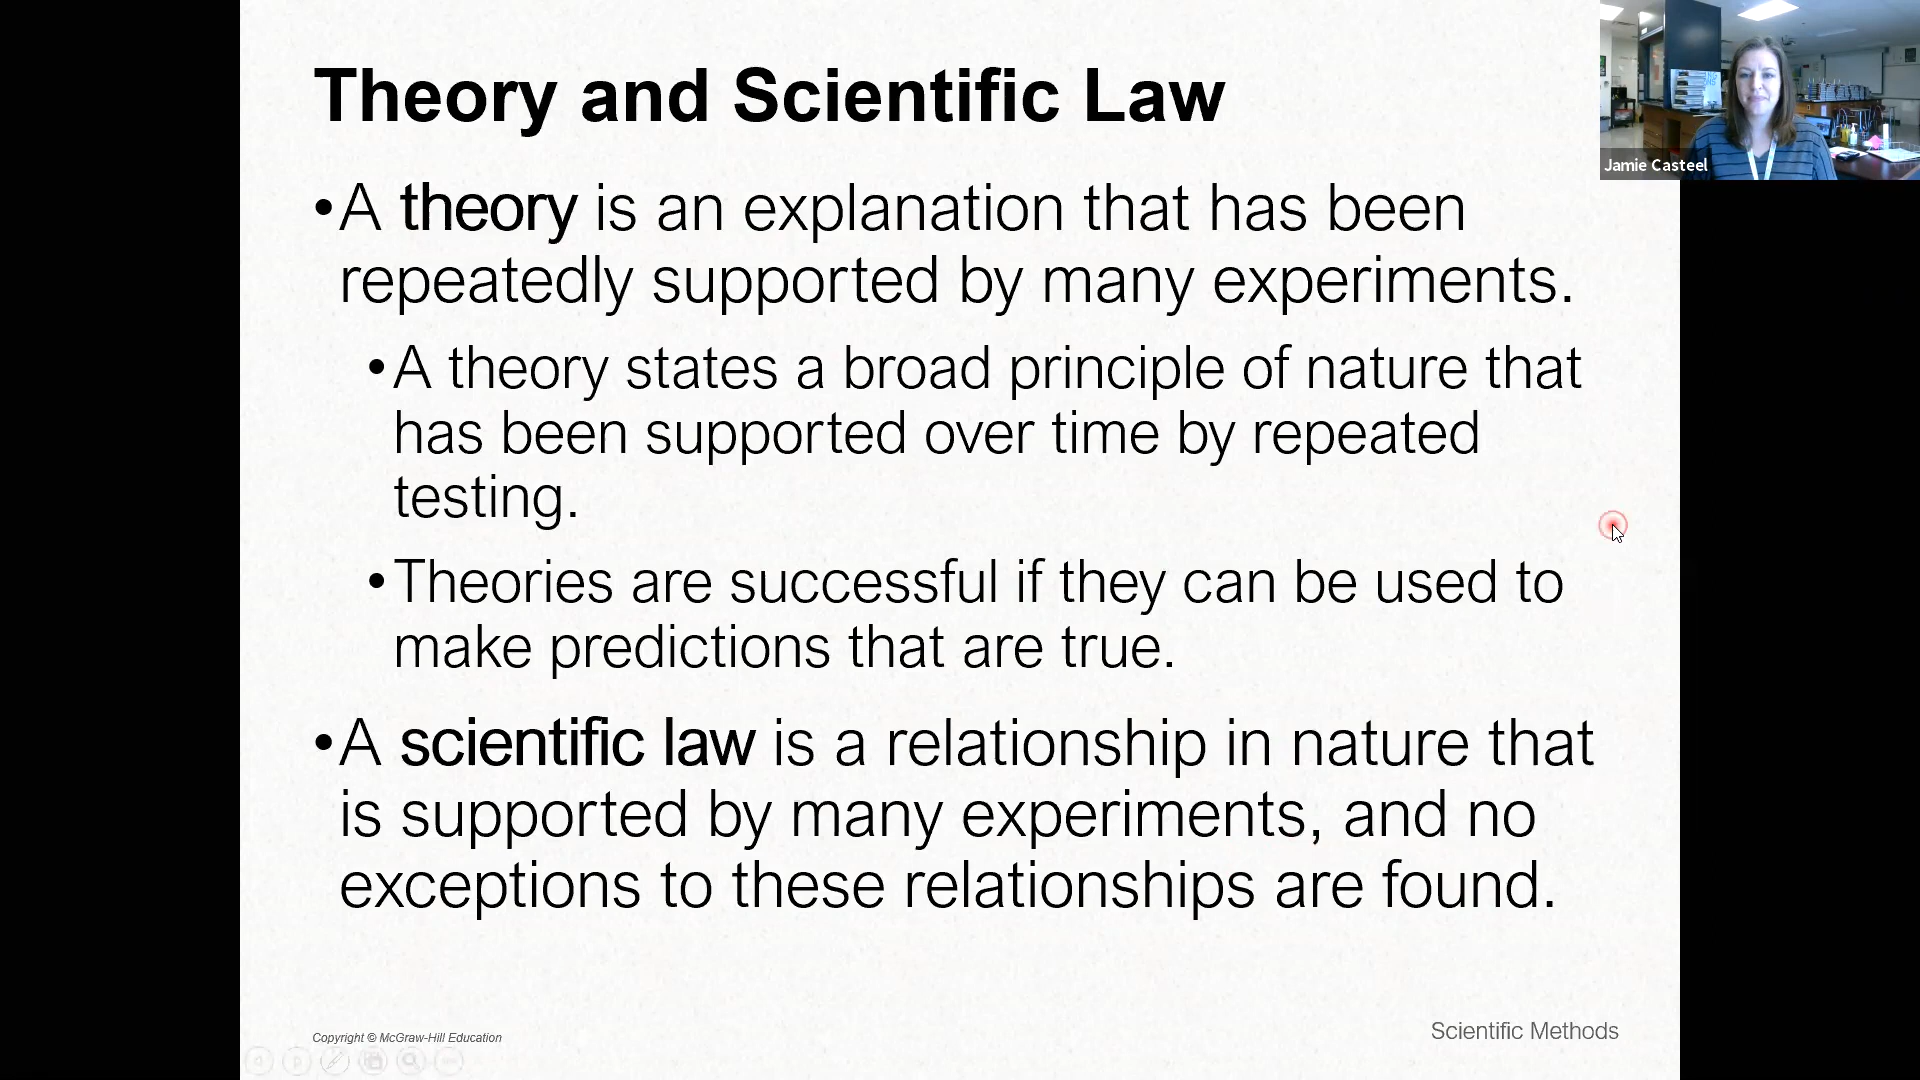 Theory and Scientific Law
•A theory is an explanation that has been
repeatedly supported by many experiments.
•A theory states a broad principle of nature that
has been supported over time by repeated
testing.
•Theories are successful if they can be used to
make predictions that are true.
•A scientific law is a relationship in nature that
is supported by many experiments, and no
exceptions to these relationships are found.
Copyright © McGraw-Hill Education
Scientific Methods
Jamie Casteel